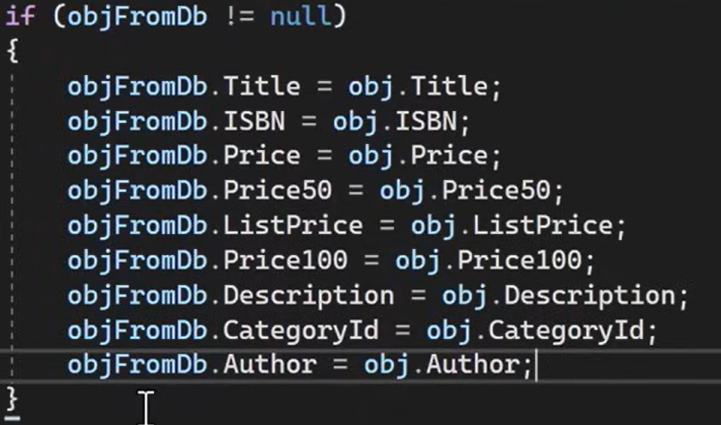 if (objFromDb != null)
{
objFromDb.Title = obj.Title;
objFromDb.ISBN = obj.ISBN;
objFromDb.Price = obj.Price;
objFromDb.Price50 = obj.Price50;
objFromDb.ListPrice = obj.ListPrice;
objFromDb.Price100 = obj.Price100;
objFromDb.Description = obj.Description;
objFromDb.CategoryId = obj.CategoryId;
objFromDb.Author = obj.Author;
}